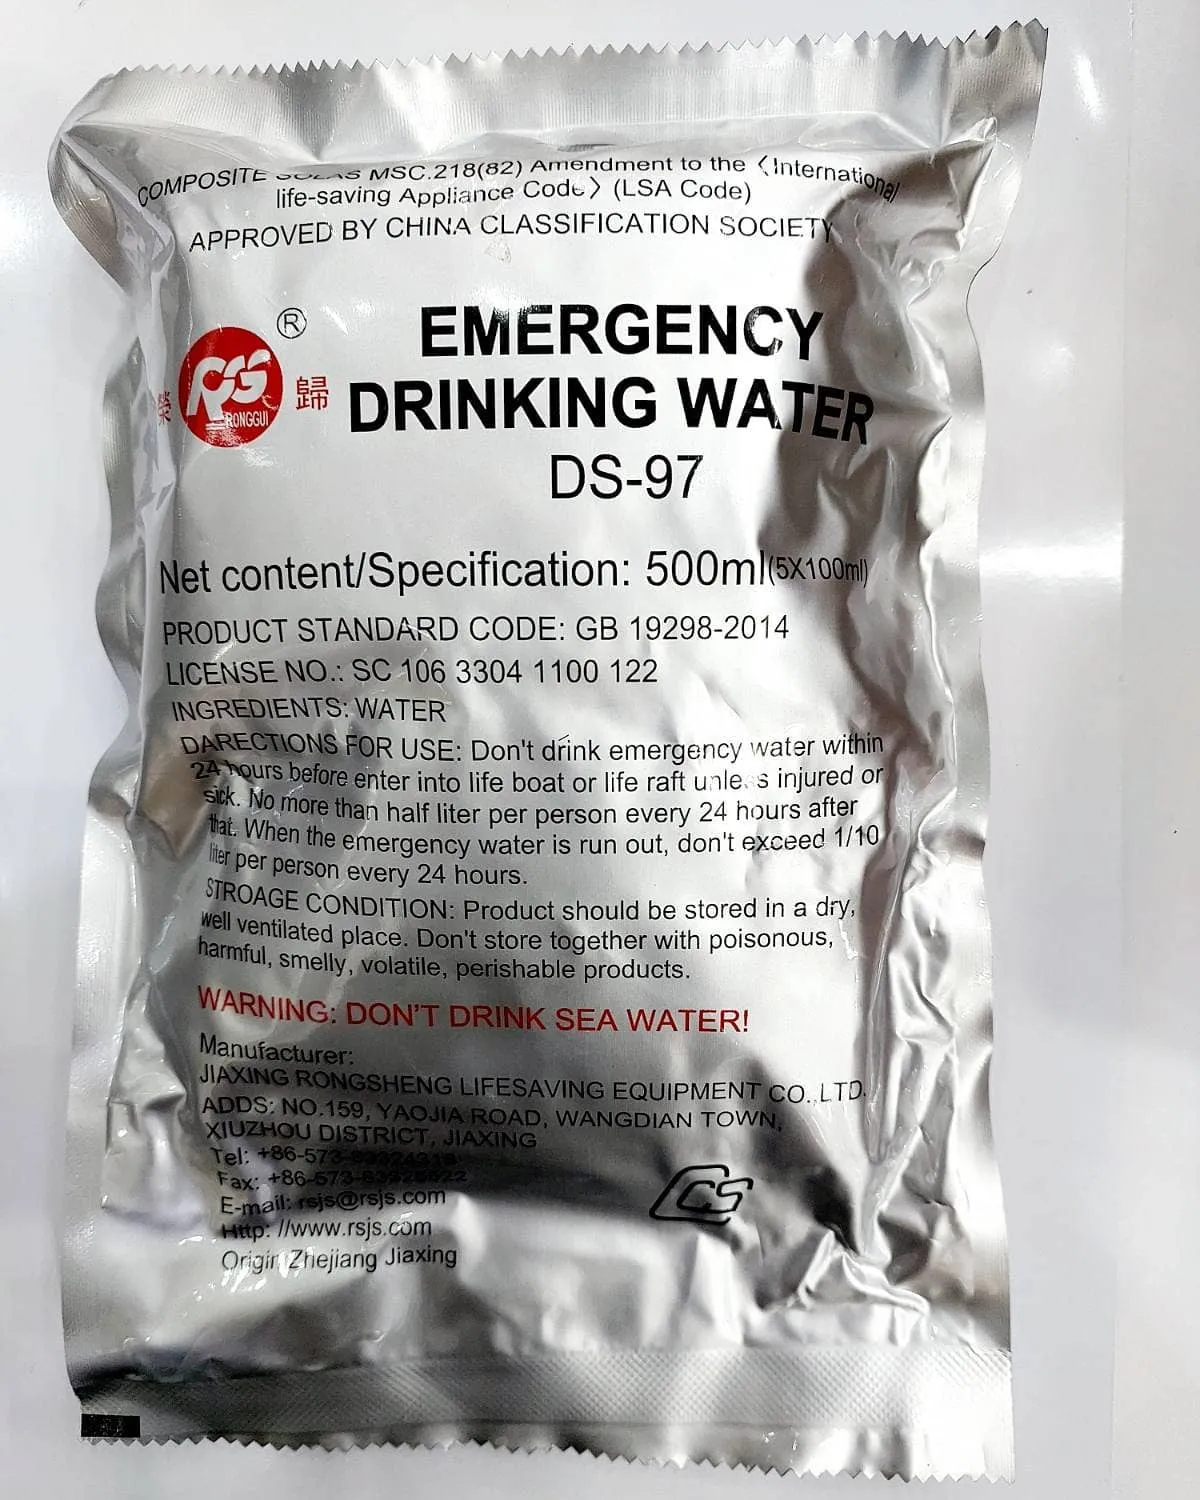 COMPOSITE SOLAS MSC.218(82) Amendment to the 〈International
life-saving Appliance Code〉 (LSA Code)
APPROVED BY CHINA CLASSIFICATION SOCIETY
®
榮 RSG RONGGUI 歸
EMERGENCY
DRINKING WATER
DS-97
Net content/Specification: 500ml(5X100ml)
PRODUCT STANDARD CODE: GB 19298-2014
LICENSE NO.: SC 106 3304 1100 122
INGREDIENTS: WATER
DARECTIONS FOR USE: Don't drink emergency water within
24 hours before enter into life boat or life raft unless injured or
sick. No more than half liter per person every 24 hours after
that. When the emergency water is run out, don't exceed 1/10
liter per person every 24 hours.
STROAGE CONDITION: Product should be stored in a dry,
well ventilated place. Don't store together with poisonous,
harmful, smelly, volatile, perishable products.
WARNING: DON'T DRINK SEA WATER!
Manufacturer:
JIAXING RONGSHENG LIFESAVING EQUIPMENT CO.,LTD.
ADDS: NO.159, YAOJIA ROAD, WANGDIAN TOWN,
XIUZHOU DISTRICT, JIAXING
Tel: +86-573-
Fax: +86-573-
E-mail: rsjs@rsjs.com
Http: //www.rsjs.com
Origin: Zhejiang Jiaxing
CCS